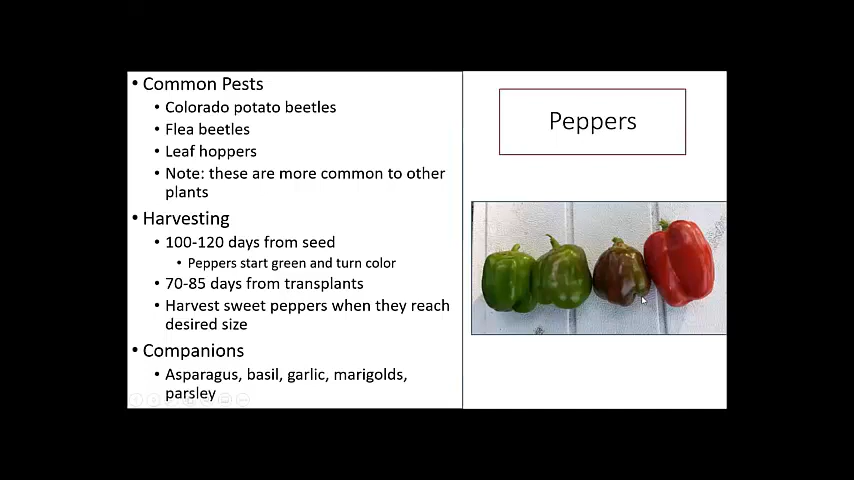 • Common Pests
• Colorado potato beetles
• Flea beetles
• Leaf hoppers
• Note: these are more common to other
plants
• Harvesting
• 100-120 days from seed
• Peppers start green and turn color
• 70-85 days from transplants
• Harvest sweet peppers when they reach
desired size
• Companions
• Asparagus, basil, garlic, marigolds,
parsley
Peppers